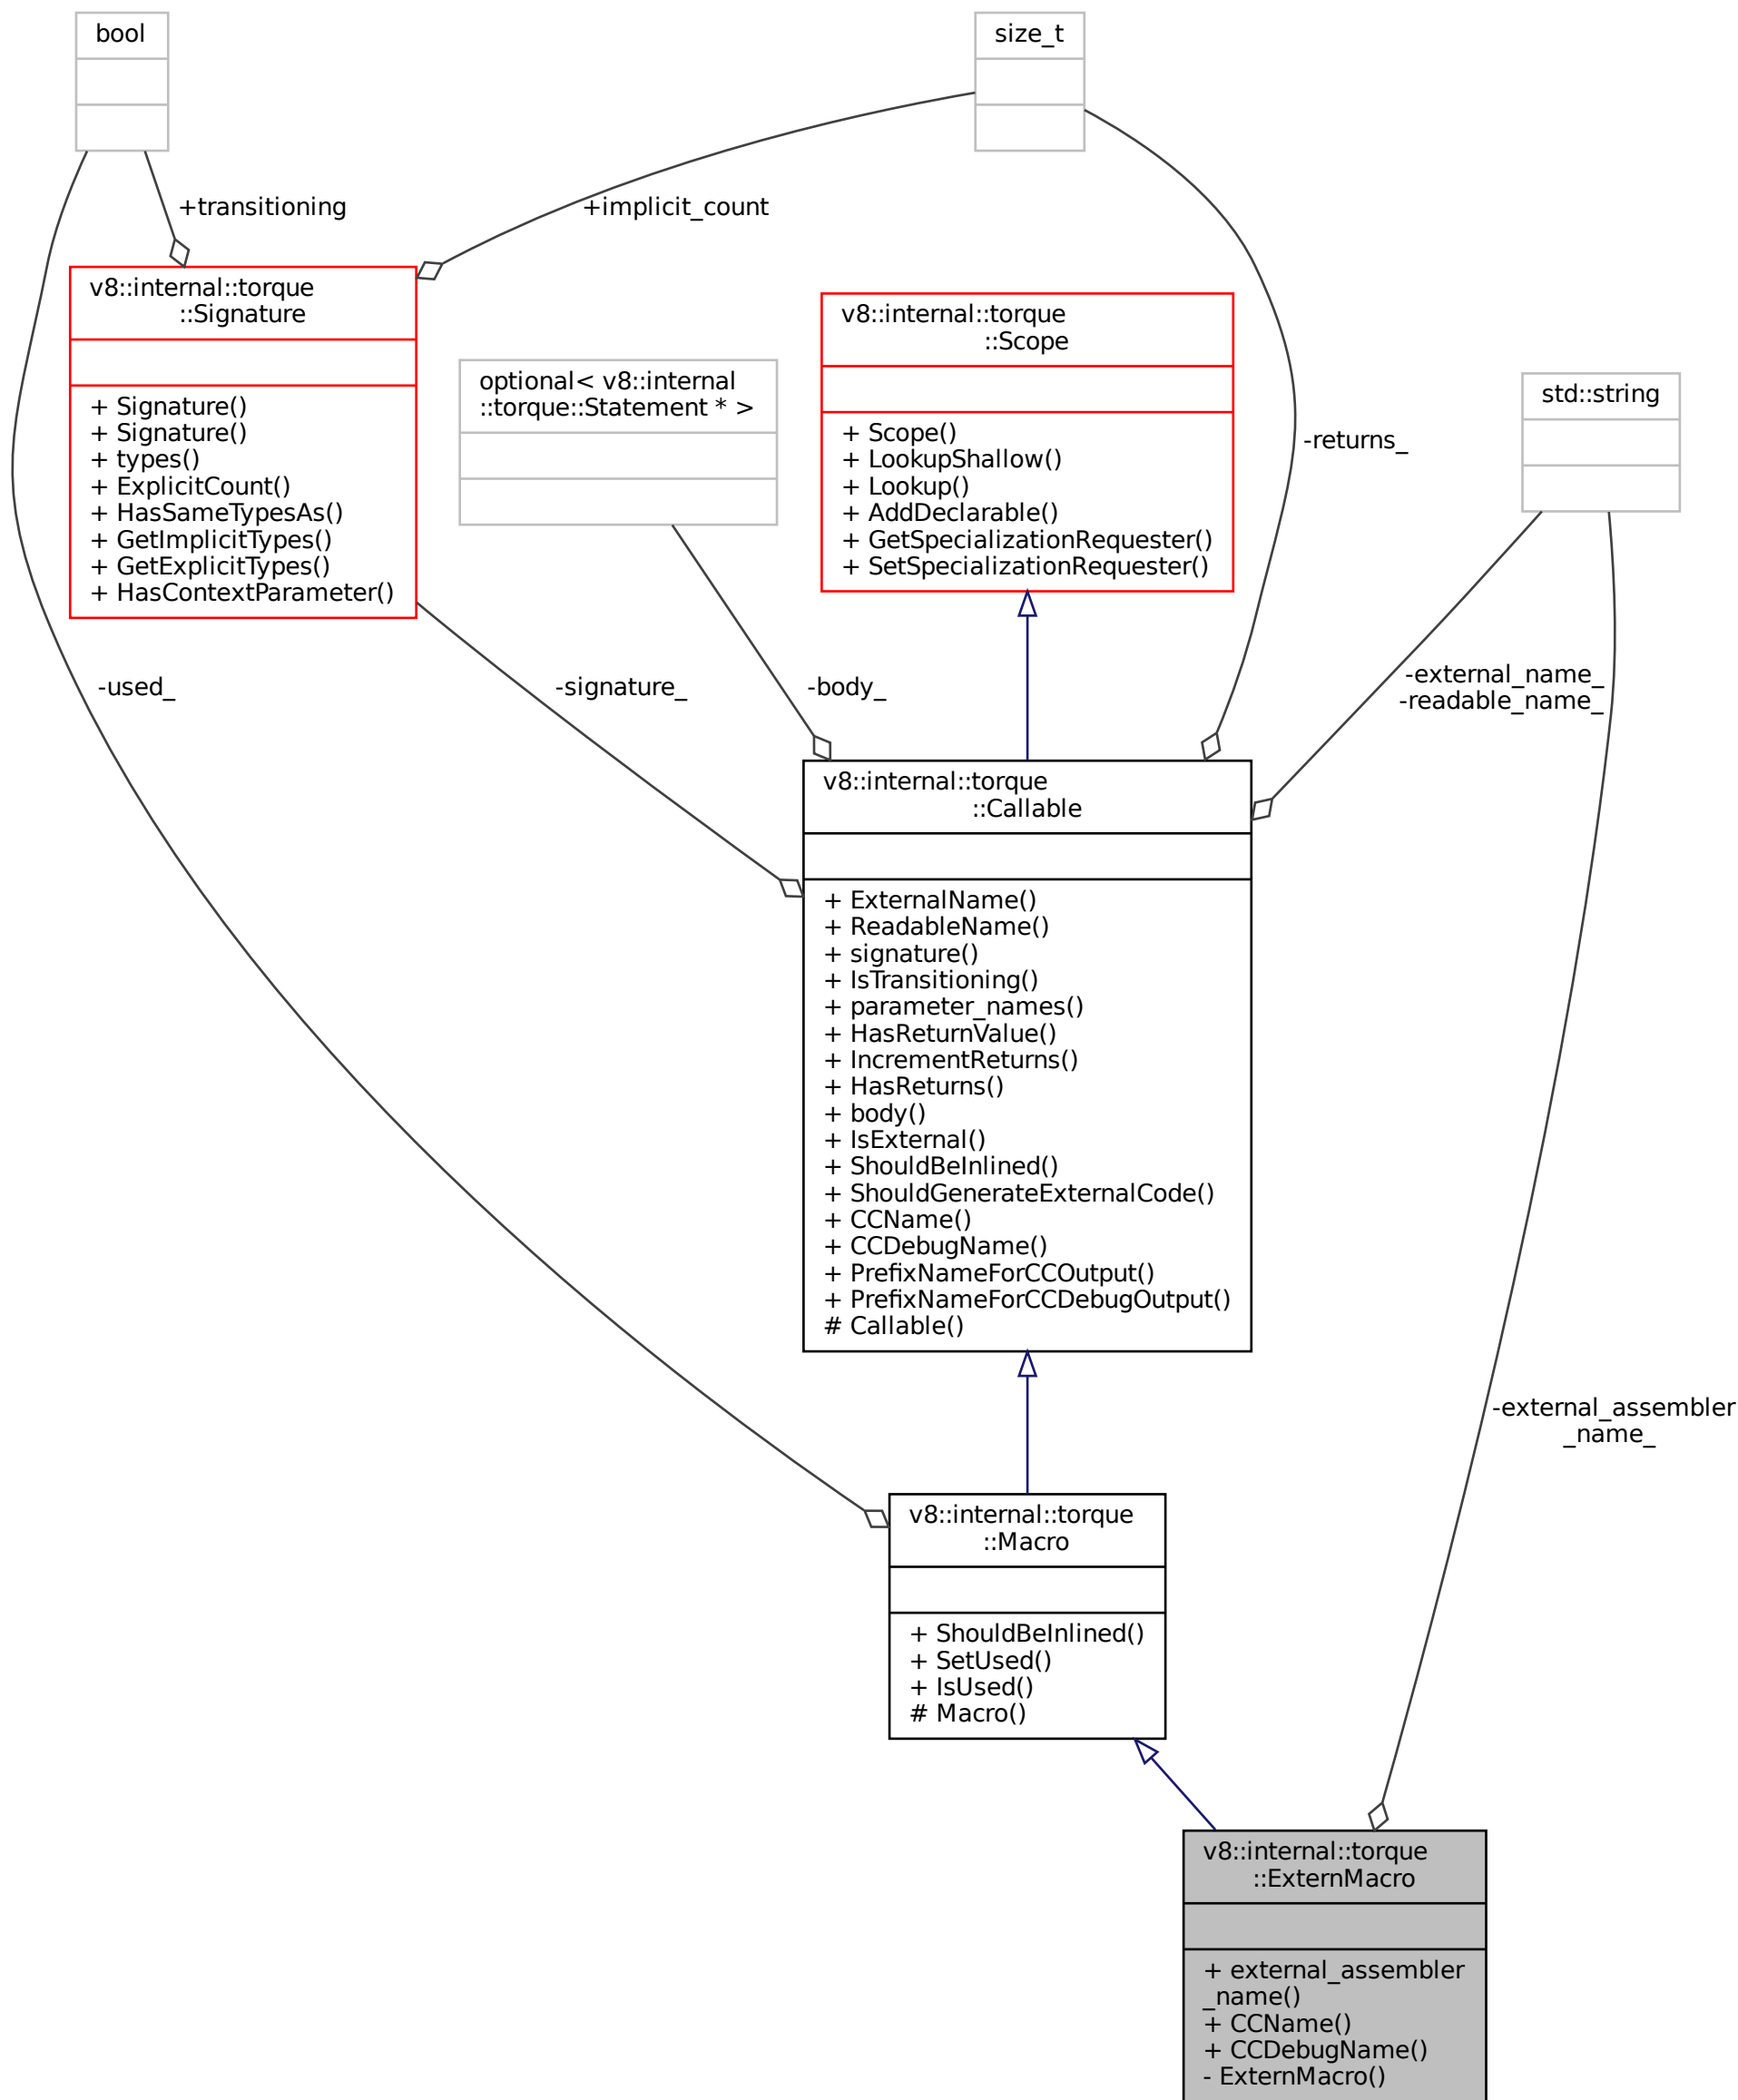 bool
size_t
+transitioning
+implicit_count
v8::internal::torque
::Signature
+ Signature()
+ Signature()
+ types()
+ ExplicitCount()
+ HasSameTypesAs()
+ GetImplicitTypes()
+ GetExplicitTypes()
+ HasContextParameter()
optional< v8::internal
::torque::Statement * >
v8::internal::torque
::Scope
+ Scope()
+ LookupShallow()
+ Lookup()
+ AddDeclarable()
+ GetSpecializationRequester()
+ SetSpecializationRequester()
-returns_
std::string
-used_
-signature_
-body_
-external_name_
-readable_name_
v8::internal::torque
::Callable
+ ExternalName()
+ ReadableName()
+ signature()
+ IsTransitioning()
+ parameter_names()
+ HasReturnValue()
+ IncrementReturns()
+ HasReturns()
+ body()
+ IsExternal()
+ ShouldBeInlined()
+ ShouldGenerateExternalCode()
+ CCName()
+ CCDebugName()
+ PrefixNameForCCOutput()
+ PrefixNameForCCDebugOutput()
# Callable()
-external_assembler
_name_
v8::internal::torque
::Macro
+ ShouldBeInlined()
+ SetUsed()
+ IsUsed()
# Macro()
v8::internal::torque
::ExternMacro
+ external_assembler
_name()
+ CCName()
+ CCDebugName()
- ExternMacro()